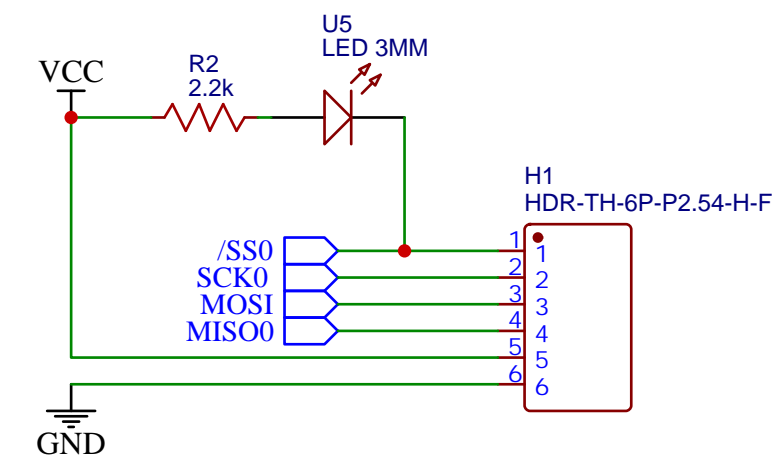 U5
LED 3MM
VCC
R2
2.2k
H1
HDR-TH-6P-P2.54-H-F
/SS0
1
1
SCK0
2
2
MOSI
3
3
MISO0
4
4
5
5
6
6
GND